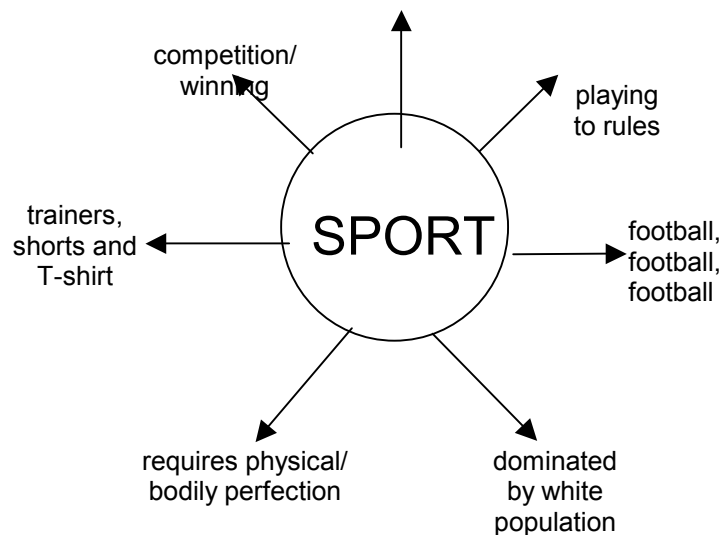 competition/
winning
playing
to rules
trainers,
shorts and
T-shirt
SPORT
football,
football,
football
requires physical/
bodily perfection
dominated
by white
population